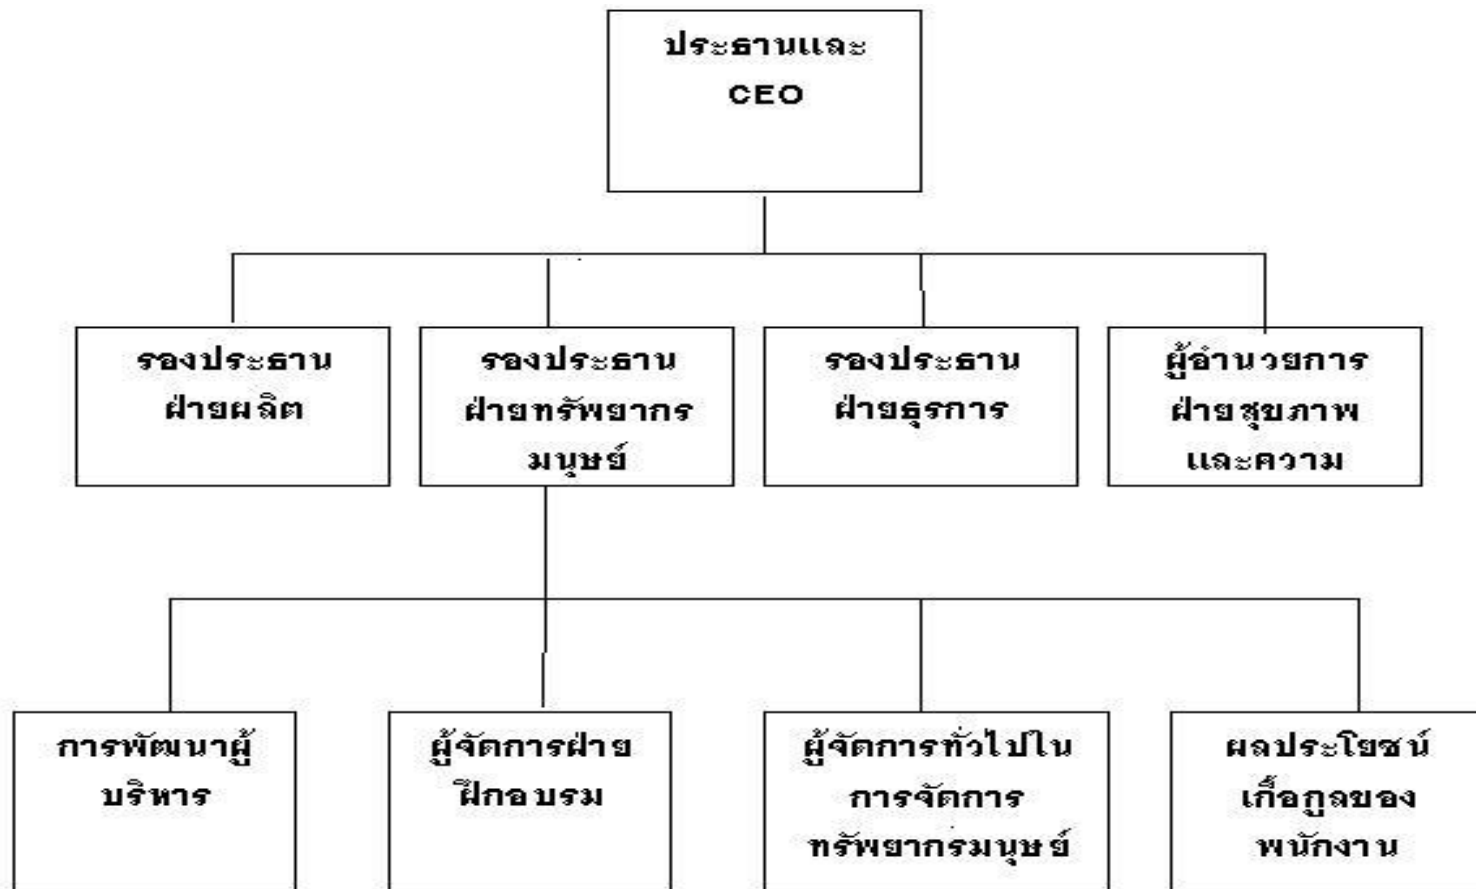 ประธานและ
CEO
รองประธาน
ฝ่ายผลิต
รองประธาน
ฝ่ายทรัพยากร
มนุษย์
รองประธาน
ฝ่ายธุรการ
ผู้อำนวยการ
ฝ่ายสุขภาพ
และความ
การพัฒนาผู้
บริหาร
ผู้จัดการฝ่าย
ฝึกอบรม
ผู้จัดการทั่วไปใน
การจัดการ
ทรัพยากรมนุษย์
ผลประโยชน์
เกื้อกูลของ
พนักงาน